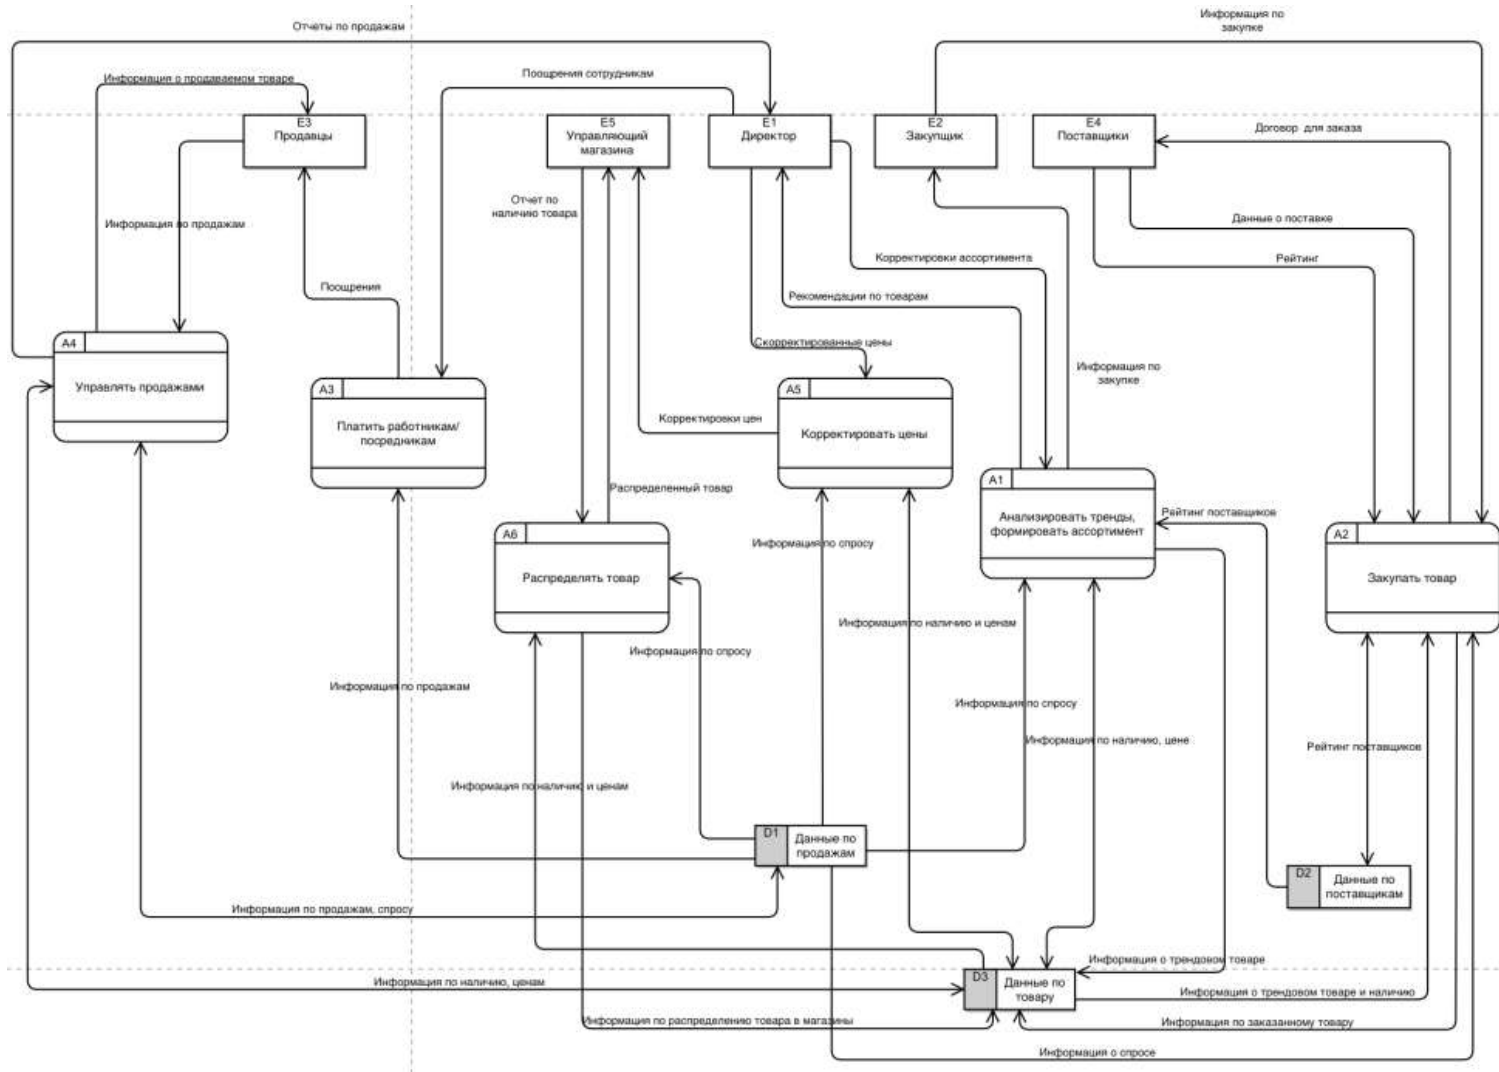 Информация по
закупке
Отчеты по продажам
Поощрения сотрудникам
Информация о продаваемом товаре
E3
Продавцы
E5
Управляющий
магазина
E1
Директор
E2
Закупщик
E4
Поставщики
Договор для заказа
Отчет по
наличию товара
Информация по продажам
Данные о поставке
Корректировки ассортимента
Рейтинг
Поощрения
Рекомендации по товарам
A4
Управлять продажами
Скорректированные цены
Информация по
закупке
A3
Платить работникам/
посредникам
A5
Корректировать цены
Корректировки цен
Распределенный товар
A1
Анализировать тренды,
формировать ассортимент
Рейтинг поставщиков
A6
Распределять товар
A2
Закупать товар
Информация по спросу
Информация по наличию и ценам
Информация по спросу
Информация по продажам
Информация по спросу
Информация по наличию, цене
Рейтинг поставщиков
Информация по наличию и ценам
D1
Данные по
продажам
D2
Данные по
поставщикам
Информация по продажам, спросу
Информация о трендовом товаре
D3
Данные по
товару
Информация по наличию, ценам
Информация о трендовом товаре и наличию
Информация по распределению товара в магазины
Информация по заказанному товару
Информация о спросе